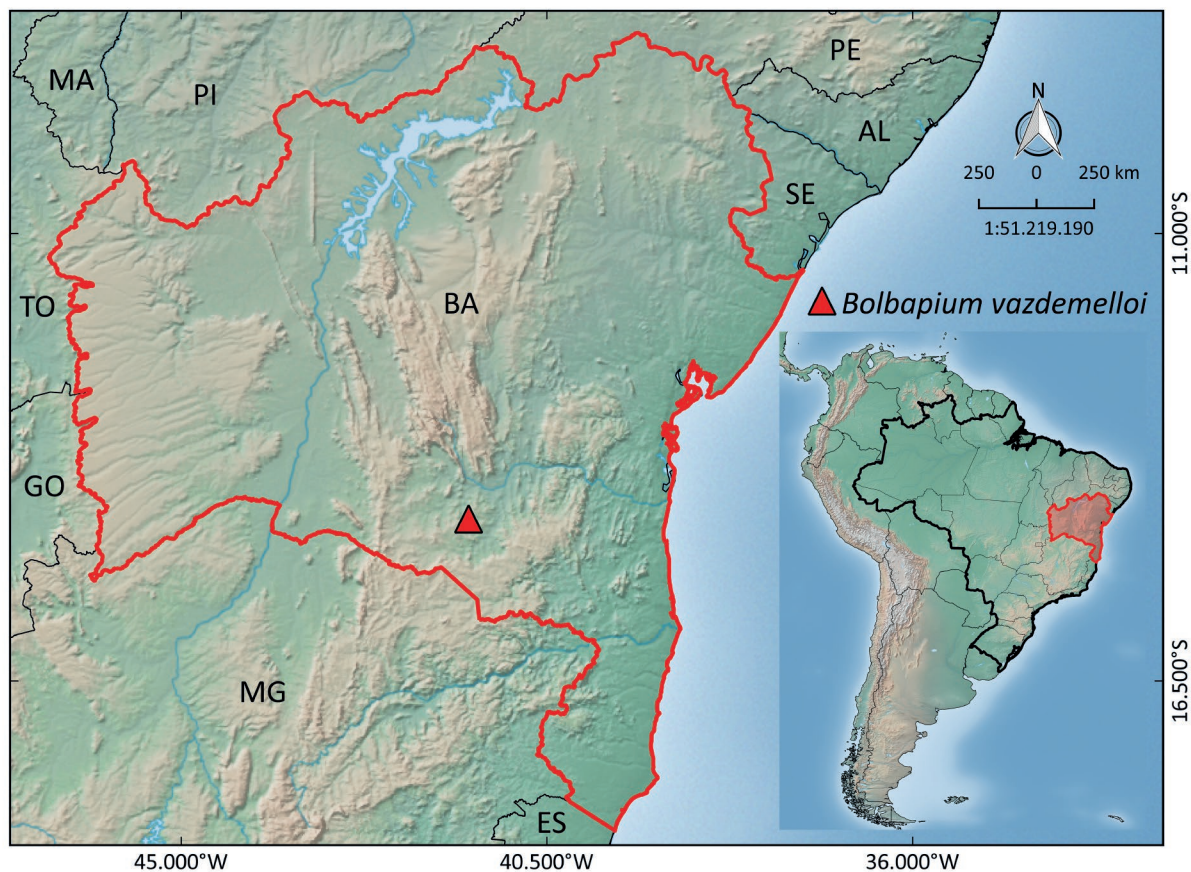 PE
MA
PI
AL
N
250 0 250 km
SE
1:51.219.190
11.000°S
TO
BA
Bolbapium vazdemelloi
GO
MG
16.500°S
ES
45.000°W 40.500°W 36.000°W